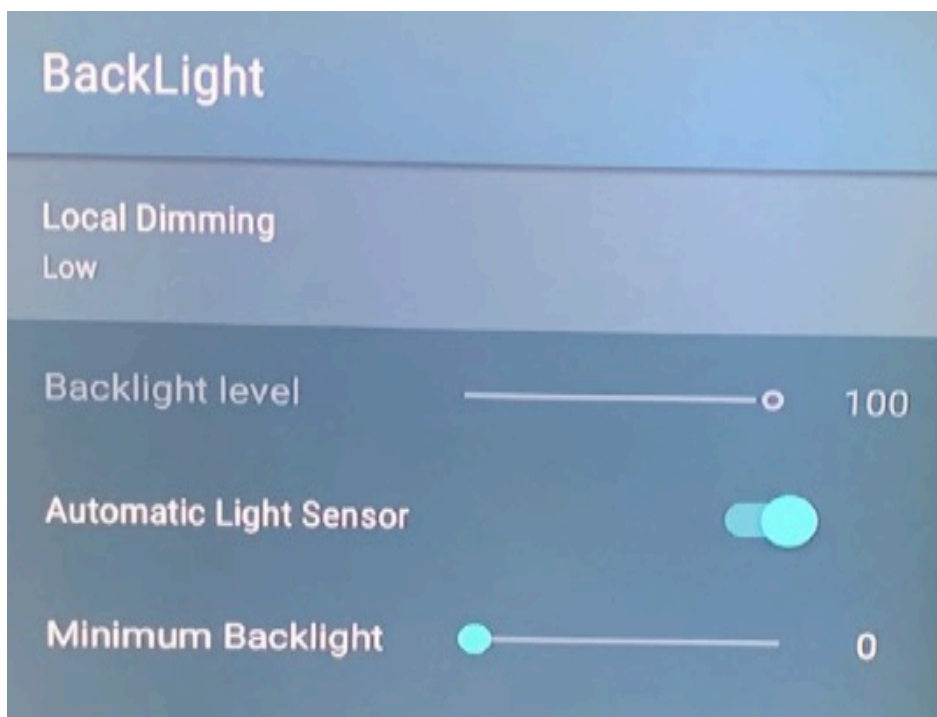 BackLight
Local Dimming
Low
Backlight level 100
Automatic Light Sensor
Minimum Backlight 0